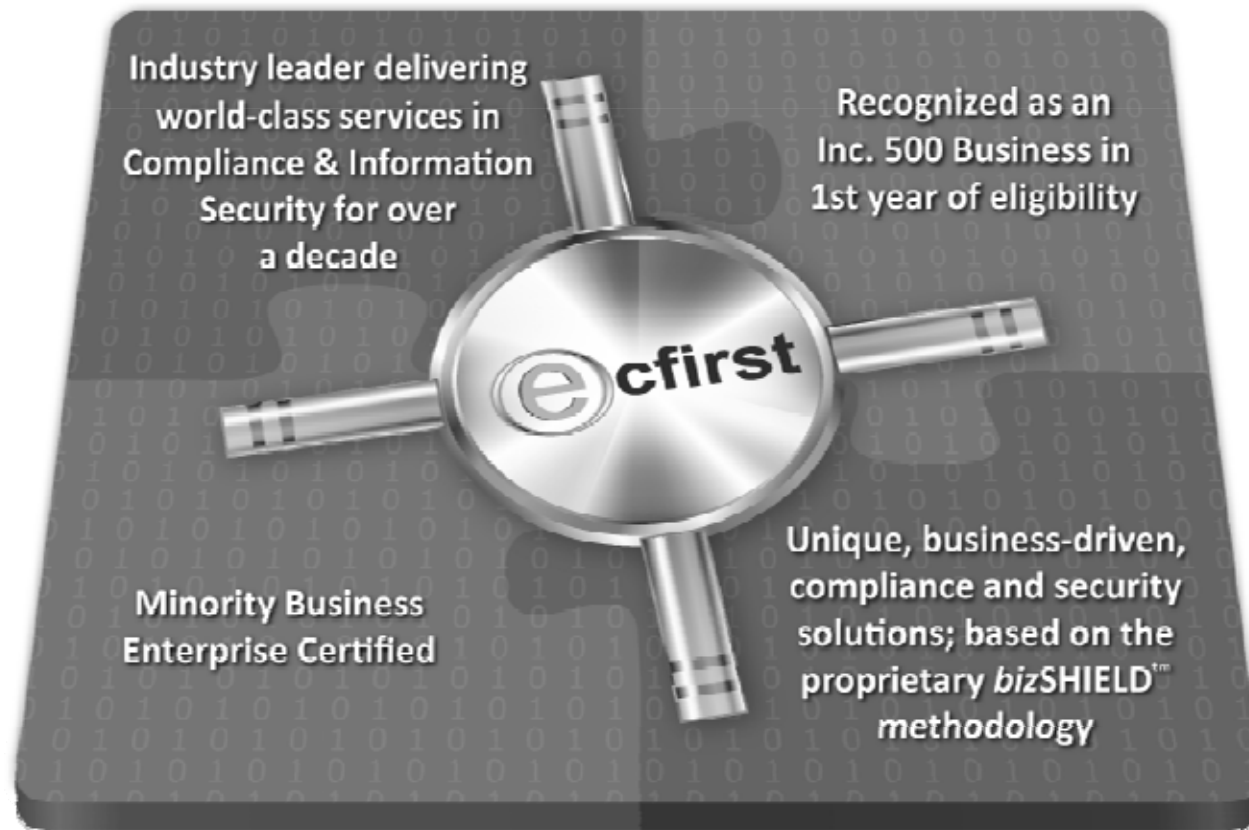 Industry leader delivering
world-class services in
Compliance & Information
Security for over
a decade
Recognized as an
Inc. 500 Business in
1st year of eligibility
ecfirst
Minority Business
Enterprise Certified
Unique, business-driven,
compliance and security
solutions; based on the
proprietary bizSHIELD™
methodology